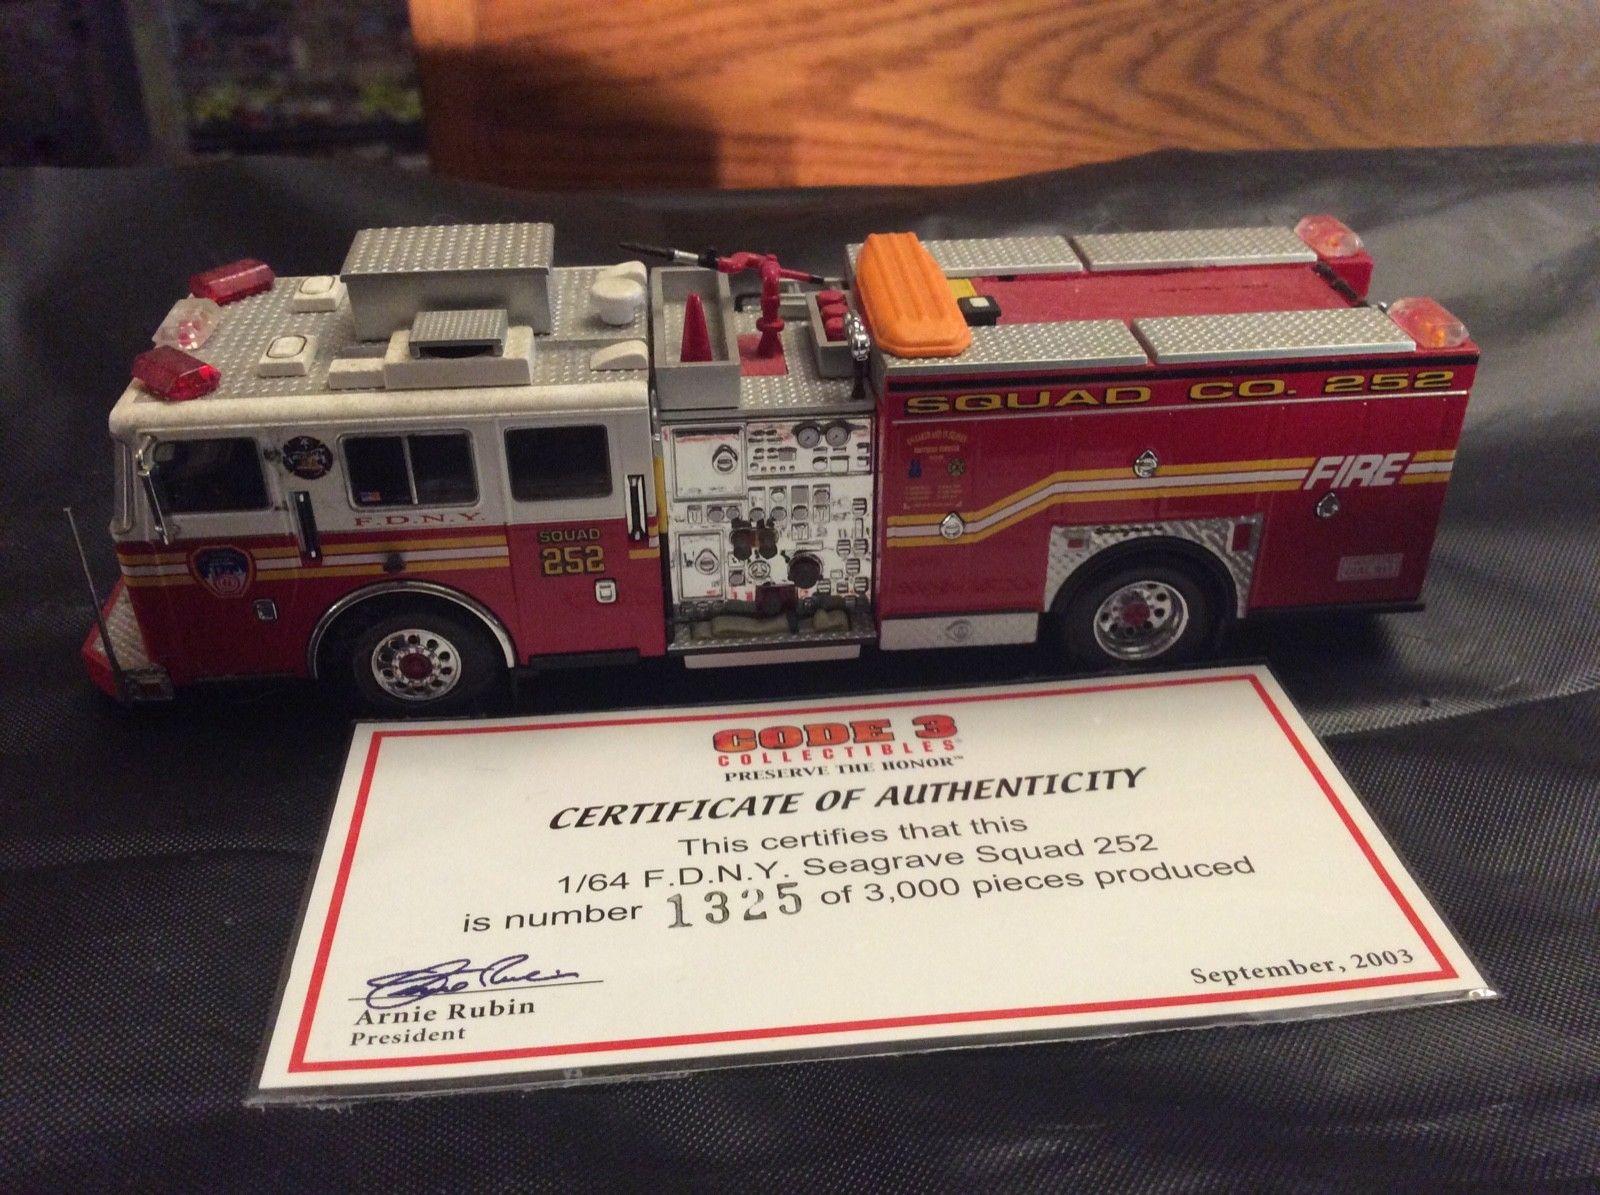 SQUAD CO. 252
FIRE
F.D.N.Y.
SQUAD
252
CODE 3
COLLECTIBLES
PRESERVE THE HONOR™
CERTIFICATE OF AUTHENTICITY
This certifies that this
1/64 F.D.N.Y. Seagrave Squad 252
is number 1325 of 3,000 pieces produced
Arnie Rubin
President
September, 2003